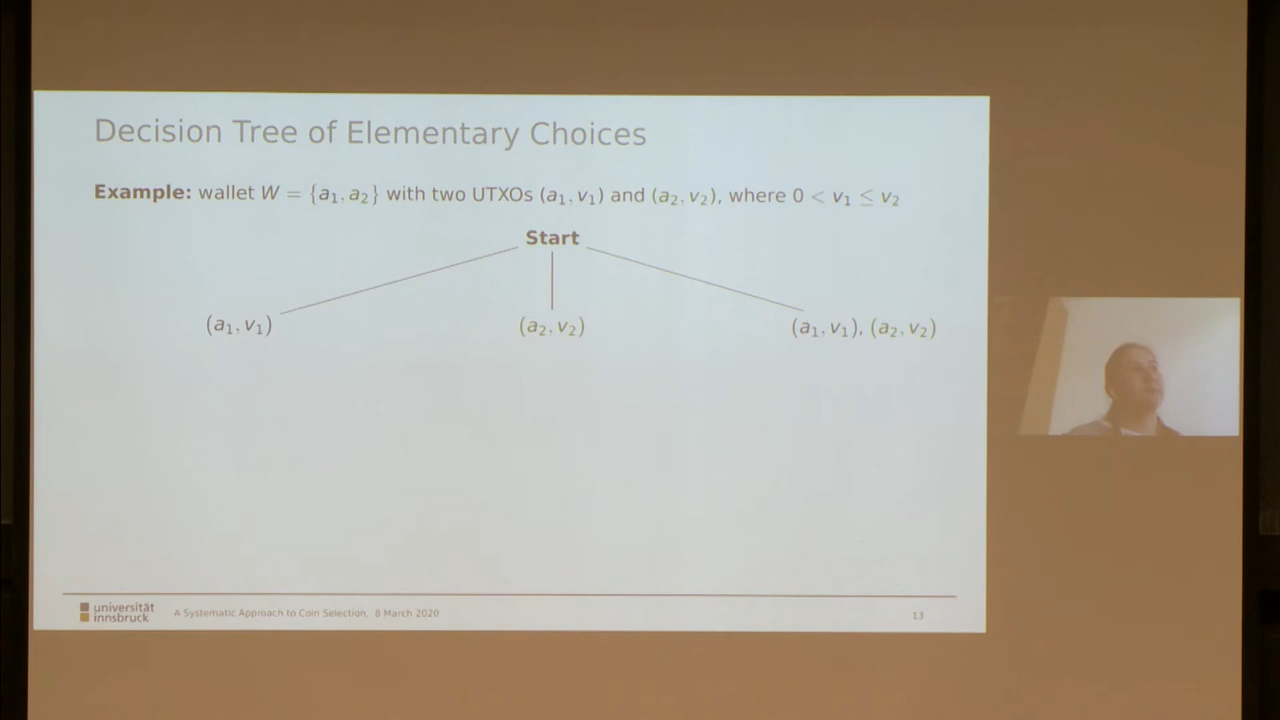 Decision Tree of Elementary Choices
Example: wallet W = {a₁, a₂} with two UTXOs (a₁, v₁) and (a₂, v₂), where 0 < v₁ ≤ v₂
Start
(a₁, v₁)
(a₂, v₂)
(a₁, v₁), (a₂, v₂)
universität
innsbruck
A Systematic Approach to Coin Selection, 8 March 2020
13